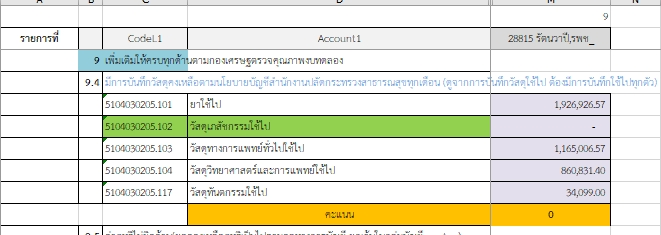 A B C D M N
9
รายการที่ CodeL1 Account1 28815 รัตนวาปี,รพช_
9 เพิ่มเติมให้ครบทุกด้านตามกองเศรษฐตรวจคุณภาพงบทดลอง
9.4 มีการบันทึกวัสดุคงเหลือตามนโยบายบัญชีสำนักงานปลัดกระทรวงสาธารณสุขทุกเดือน (ดูจากการบันทึกวัสดุใช้ไป ต้องมีการบันทึกใช้ไปทุกตัว)
5104030205.101 ยาใช้ไป 1,926,926.57
5104030205.102 วัสดุเภสัชกรรมใช้ไป -
5104030205.103 วัสดุทางการแพทย์ทั่วไปใช้ไป 1,165,006.57
5104030205.104 วัสดุวิทยาศาสตร์และการแพทย์ใช้ไป 860,831.40
5104030205.117 วัสดุทันตกรรมใช้ไป 34,099.00
คะแนน 0